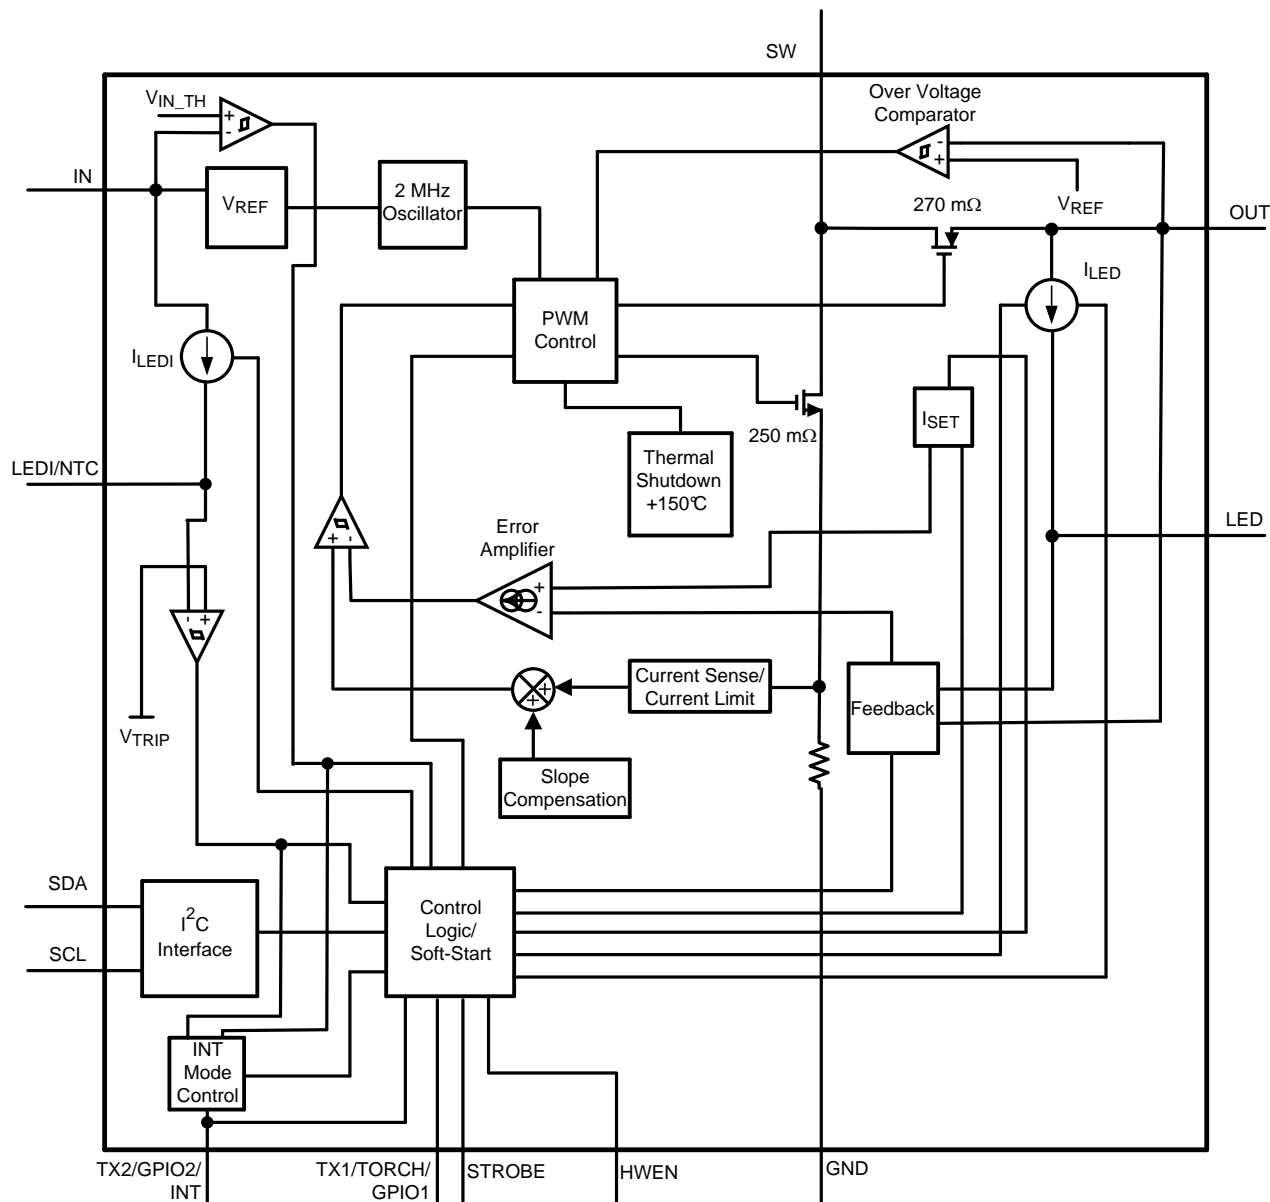 SW
VIN_TH
+
-
Over Voltage
Comparator
-
+
IN
VREF
2 MHz
Oscillator
VREF
270 mΩ
OUT
ILED
PWM
Control
ILEDI
ISET
250 mΩ
LEDI/NTC
Thermal
Shutdown
+150°C
LED
+ -
Error
Amplifier
+
-
- +
Current Sense/
Current Limit
+
+
Feedback
VTRIP
Slope
Compensation
SDA
I2C
Interface
SCL
Control
Logic/
Soft-Start
INT
Mode
Control
TX2/GPIO2/
INT
TX1/TORCH/
GPIO1
STROBE
HWEN
GND